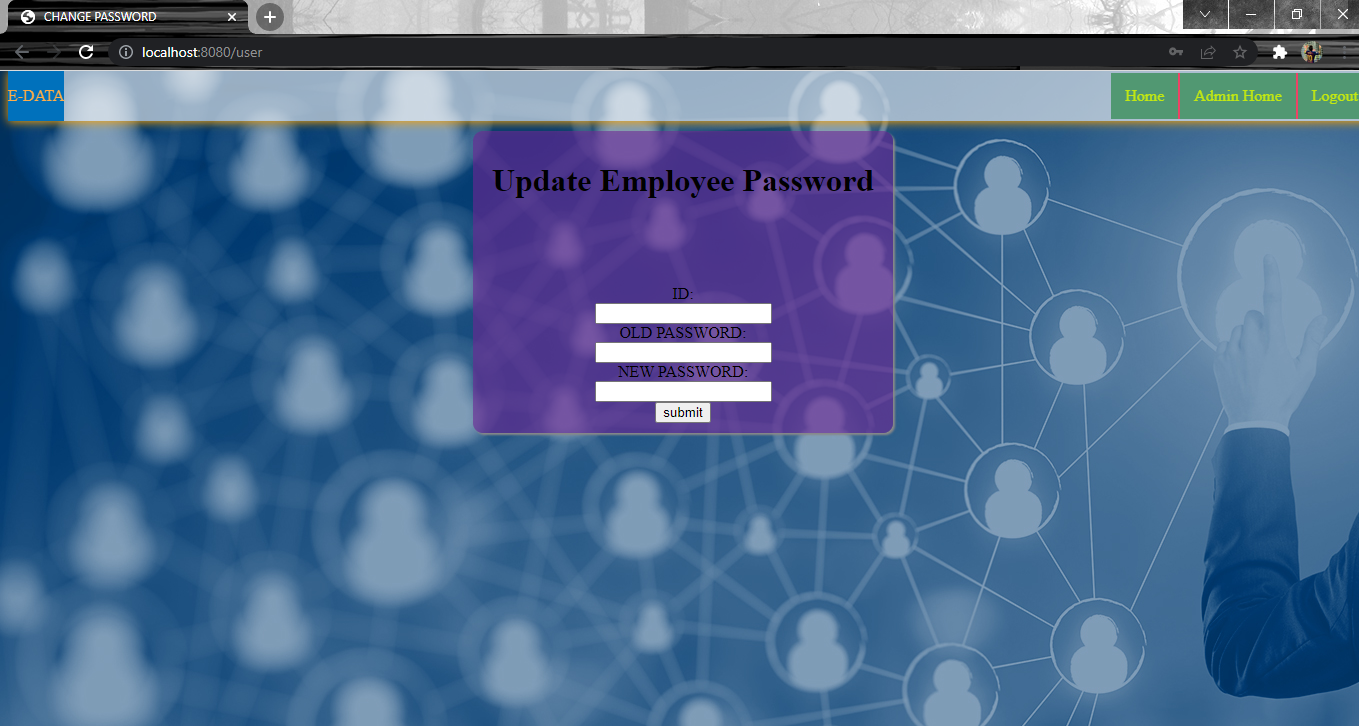 CHANGE PASSWORD
localhost:8080/user
E-DATA
Home
Admin Home
Logout
Update Employee Password
ID:
OLD PASSWORD:
NEW PASSWORD:
submit